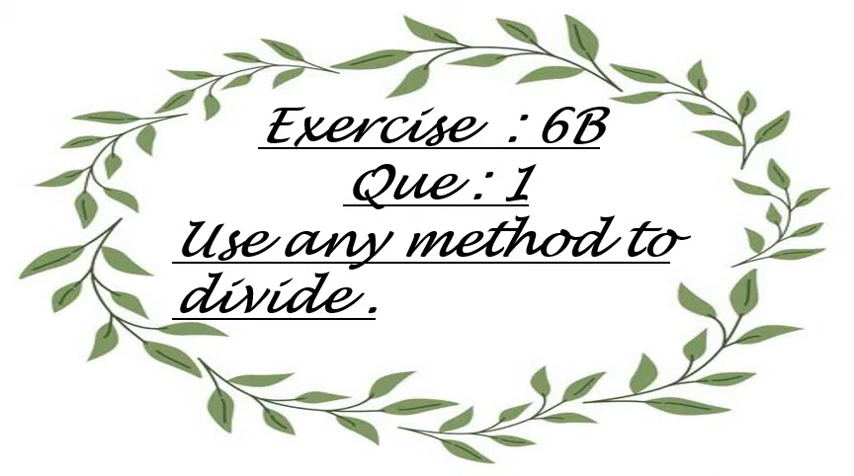 Exercise : 6B
Que : 1
Use any method to
divide .